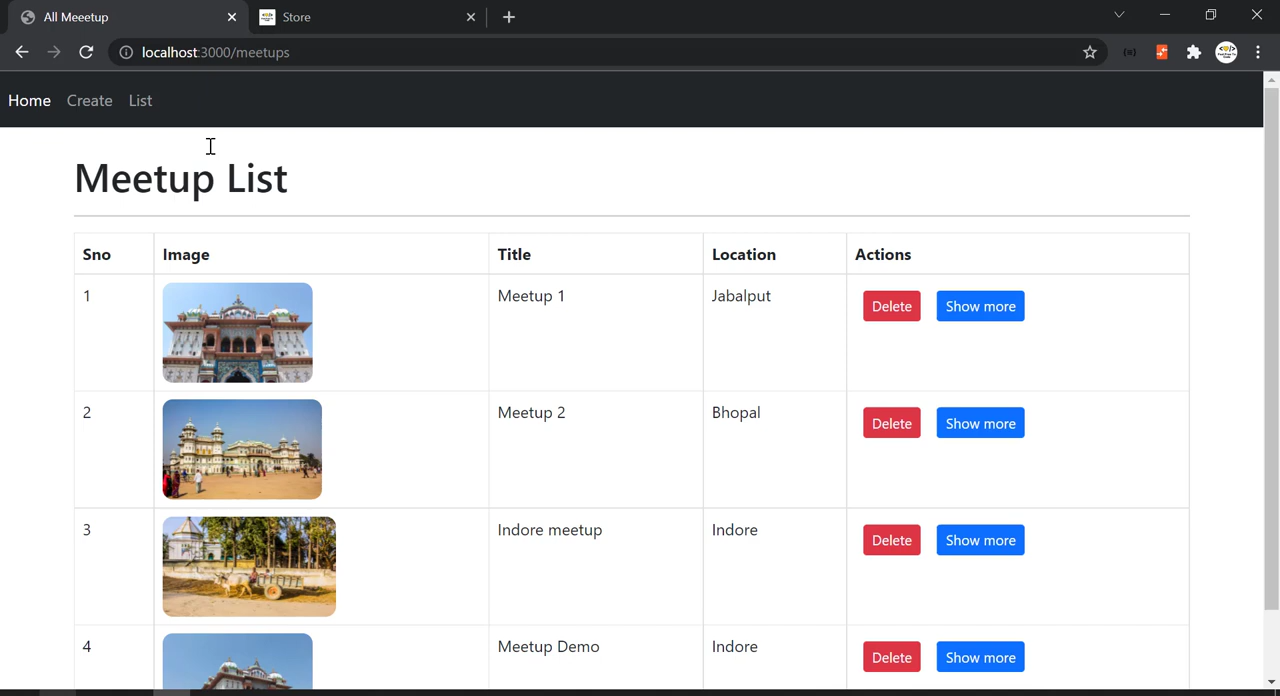 All Meeetup
Store
localhost:3000/meetups
Home Create List
Meetup List
Sno Image Title Location Actions
1 Meetup 1 Jabalput Delete Show more
2 Meetup 2 Bhopal Delete Show more
3 Indore meetup Indore Delete Show more
4 Meetup Demo Indore Delete Show more